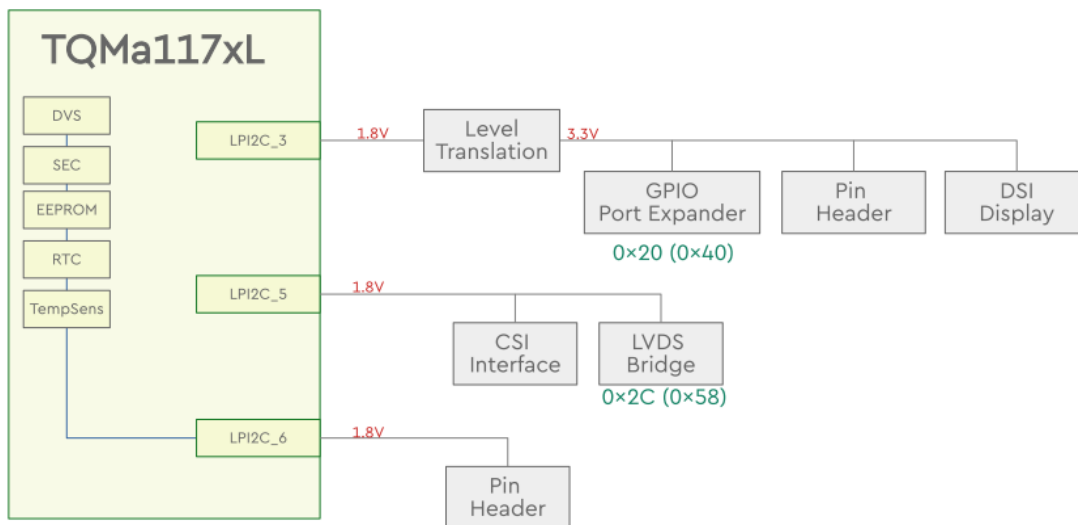 TQMa117xL
DVS
SEC
EEPROM
RTC
TempSens
LPI2C_3
1.8V
Level
Translation
3.3V
GPIO
Port Expander
0×20 (0×40)
Pin
Header
DSI
Display
LPI2C_5
1.8V
CSI
Interface
LVDS
Bridge
0×2C (0×58)
LPI2C_6
1.8V
Pin
Header